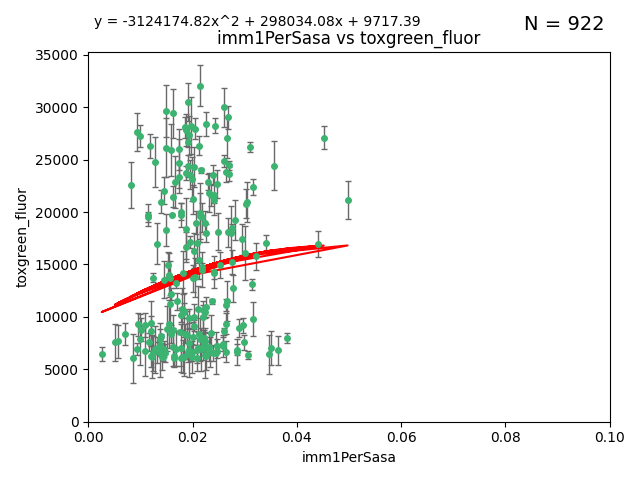 y = -3124174.82x^2 + 298034.08x + 9717.39
N = 922
imm1PerSasa vs toxgreen_fluor
35000
30000
25000
20000
15000
10000
5000
0
toxgreen_fluor
0.00 0.02 0.04 0.06 0.08 0.10
imm1PerSasa